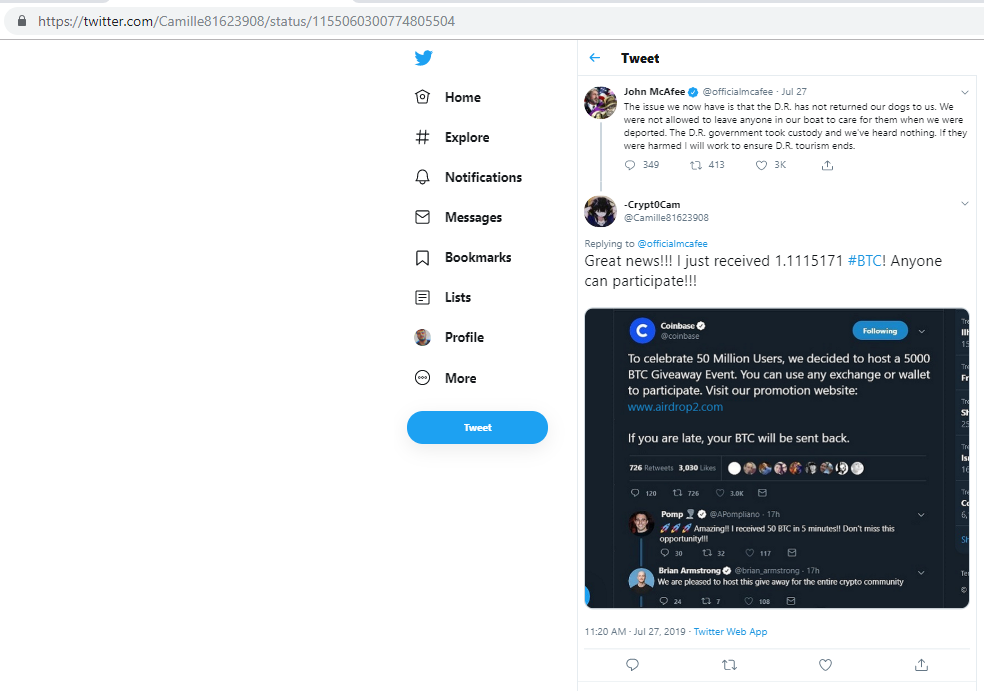 https://twitter.com/Camille81623908/status/1155060300774805504
Home
Explore
Notifications
Messages
Bookmarks
Lists
Profile
More
Tweet
Tweet
John McAfee @officialmcafee · Jul 27
The issue we now have is that the D.R. has not returned our dogs to us. We
were not allowed to leave anyone in our boat to care for them when we were
deported. The D.R. government took custody and we've heard nothing. If they
were harmed I will work to ensure D.R. tourism ends.
349 413 3K
-Crypt0Cam
@Camille81623908
Replying to @officialmcafee
Great news!!! I just received 1.1115171 #BTC! Anyone
can participate!!!
Coinbase
@coinbase
Following
To celebrate 50 Million Users, we decided to host a 5000
BTC Giveaway Event. You can use any exchange or wallet
to participate. Visit our promotion website:
www.airdrop2.com
If you are late, your BTC will be sent back.
726 Retweets 3,030 Likes
120 726 3.0K
Pomp @APompliano · 17h
🚀🚀🚀 Amazing!! I received 50 BTC in 5 minutes!! Don't miss this
opportunity!!!
30 32 117
Brian Armstrong @brian_armstrong · 17h
We are pleased to host this give away for the entire crypto community
24 7 108
11:20 AM · Jul 27, 2019 · Twitter Web App